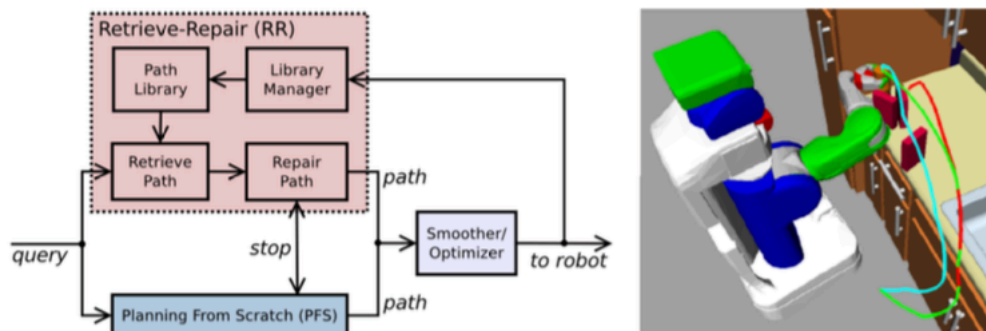 Retrieve-Repair (RR)
Path
Library
Library
Manager
Retrieve
Path
Repair
Path
path
query
stop
Smoother/
Optimizer
to robot
Planning From Scratch (PFS)
path